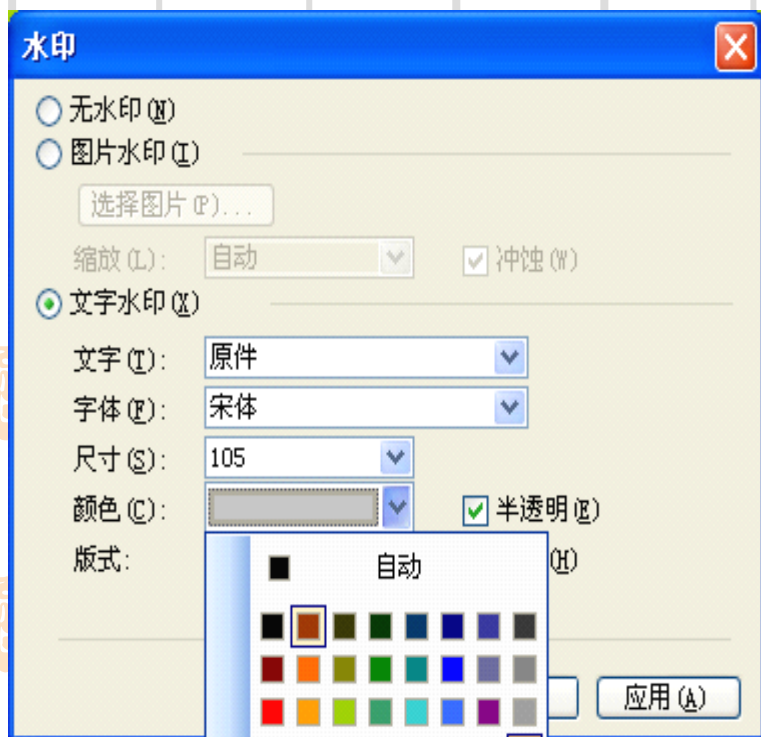 水印
无水印(N)
图片水印(I)
选择图片(P)...
缩放(L): 自动 冲蚀(W)
文字水印(X)
文字(T): 原件
字体(F): 宋体
尺寸(S): 105
颜色(C): 半透明(E)
版式: (H)
自动
应用(A)